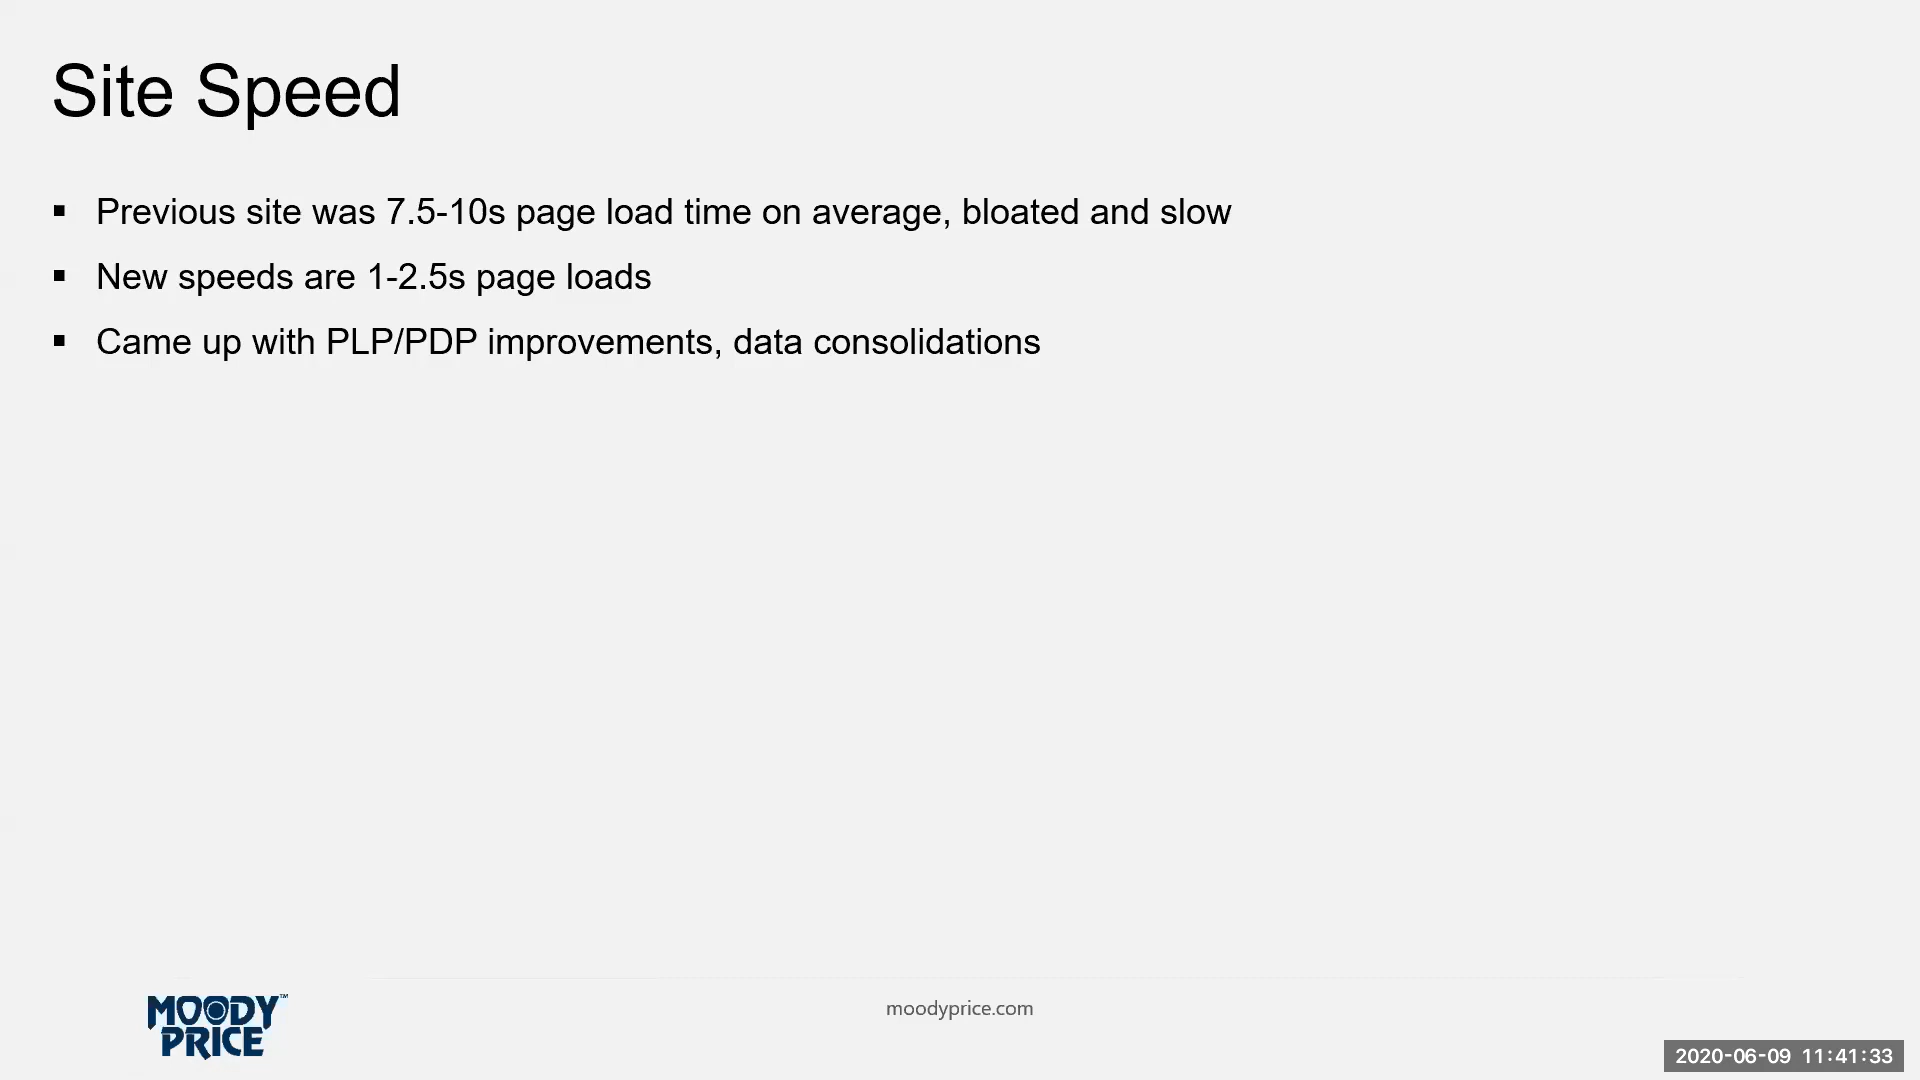 Site Speed
▪ Previous site was 7.5-10s page load time on average, bloated and slow
▪ New speeds are 1-2.5s page loads
▪ Came up with PLP/PDP improvements, data consolidations
MOODY™
PRICE
moodyprice.com
2020-06-09 11:41:33